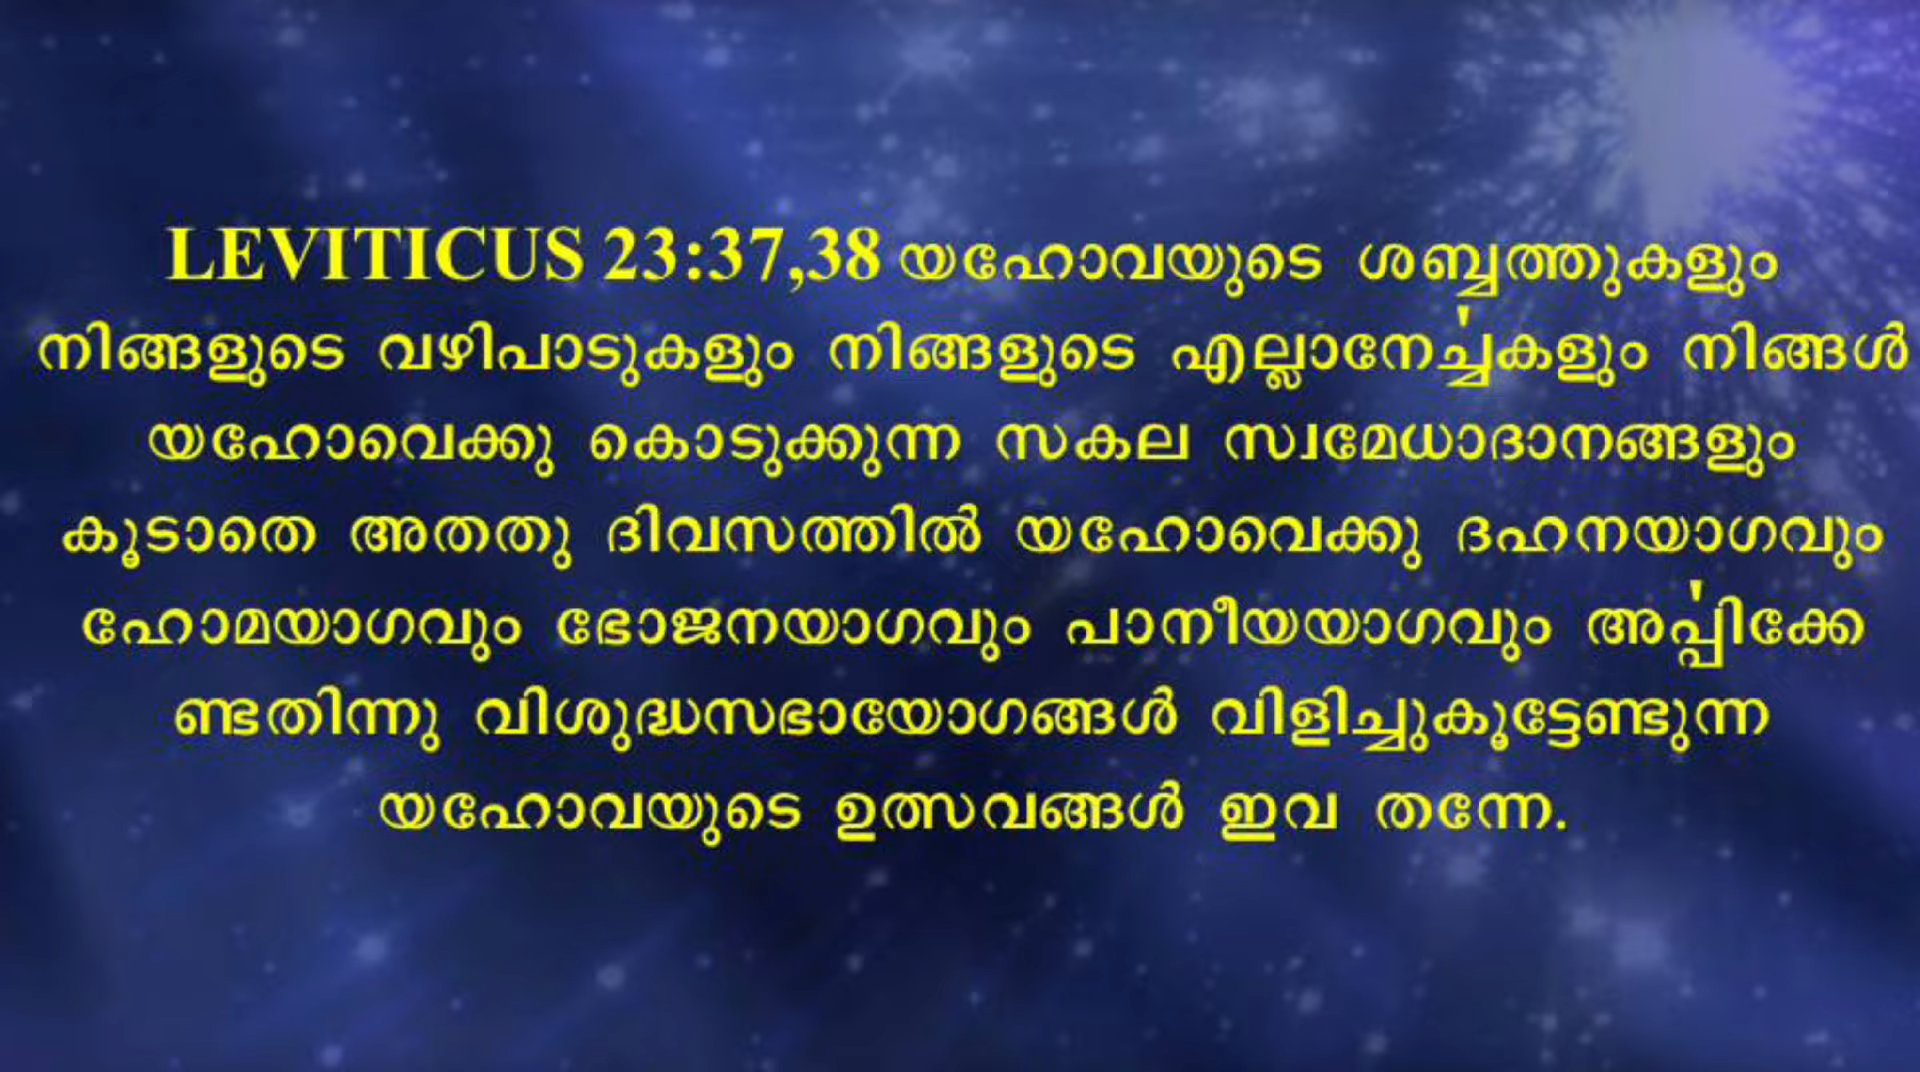 LEVITICUS 23:37,38 യഹോവയുടെ ശബ്ബത്തുകളും
നിങ്ങളുടെ വഴിപാടുകളും നിങ്ങളുടെ എല്ലാനേൎച്ചകളും നിങ്ങൾ
യഹോവെക്കു കൊടുക്കുന്ന സകല സ്വമേധാദാനങ്ങളും
കൂടാതെ അതതു ദിവസത്തിൽ യഹോവെക്കു ദഹനയാഗവും
ഹോമയാഗവും ഭോജനയാഗവും പാനീയയാഗവും അൎപ്പിക്കേ
ണ്ടതിന്നു വിശുദ്ധസഭായോഗങ്ങൾ വിളിച്ചുകൂട്ടേണ്ടുന്ന
യഹോവയുടെ ഉത്സവങ്ങൾ ഇവ തന്നേ.